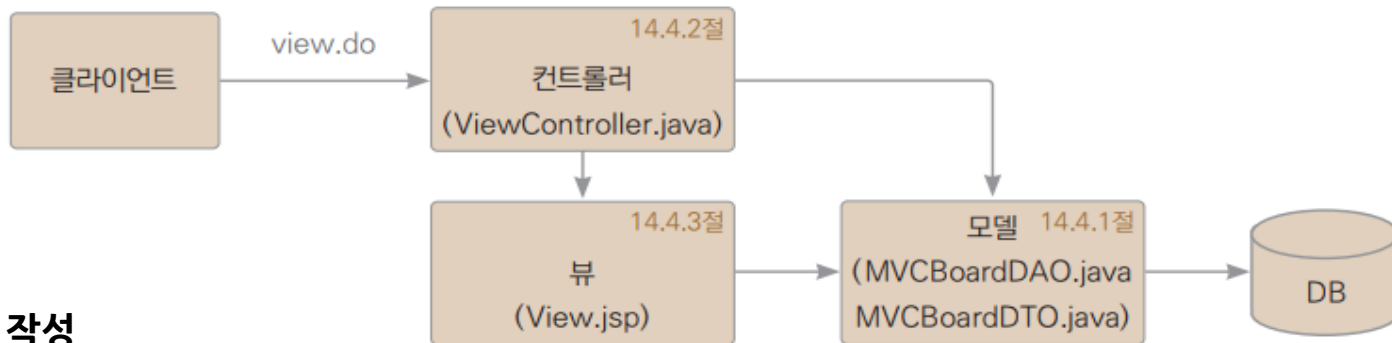 클라이언트
view.do
14.4.2절
컨트롤러
(ViewController.java)
14.4.3절
뷰
(View.jsp)
모델 14.4.1절
(MVCBoardDAO.java
MVCBoardDTO.java)
DB
작성